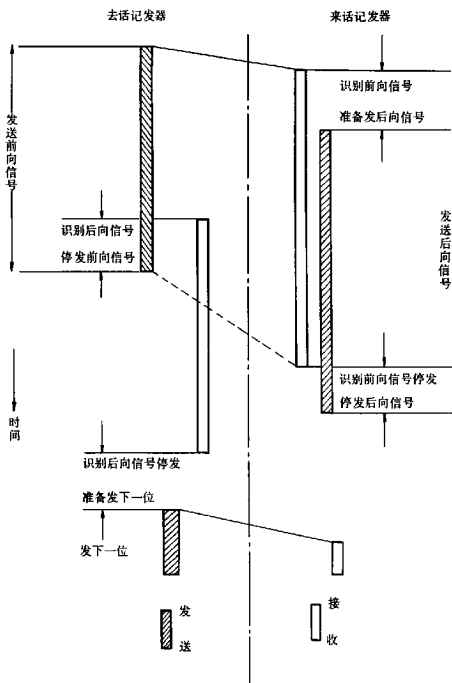 去话记发器
来话记发器
识别前向信号
准备发后向信号
发送前向信号
发送后向信号
识别后向信号
停发前向信号
识别前向信号停发
停发后向信号
时间
识别后向信号停发
准备发下一位
发下一位
发送
接收